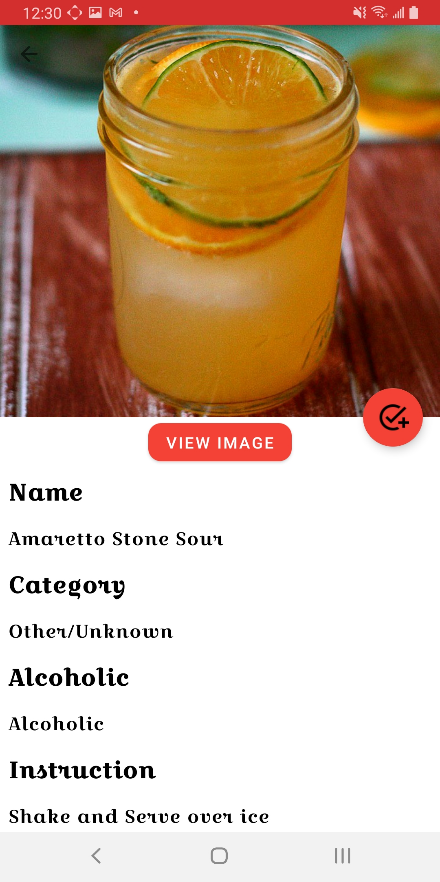 12:30
VIEW IMAGE
Name
Amaretto Stone Sour
Category
Other/Unknown
Alcoholic
Alcoholic
Instruction
Shake and Serve over ice